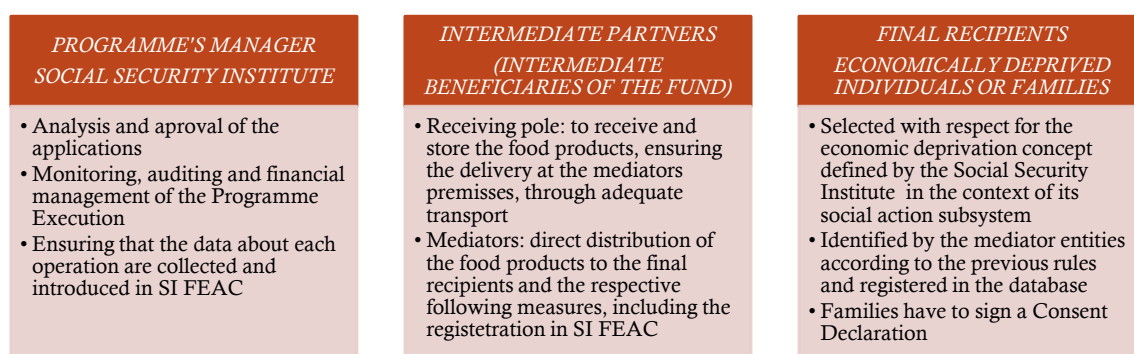 PROGRAMME'S MANAGER
SOCIAL SECURITY INSTITUTE
• Analysis and aproval of the
applications
• Monitoring, auditing and financial
management of the Programme
Execution
• Ensuring that the data about each
operation are collected and
introduced in SI FEAC
INTERMEDIATE PARTNERS
(INTERMEDIATE
BENEFICIARIES OF THE FUND)
• Receiving pole: to receive and
store the food products, ensuring
the delivery at the mediators
premisses, through adequate
transport
• Mediators: direct distribution of
the food products to the final
recipients and the respective
following measures, including the
registetration in SI FEAC
FINAL RECIPIENTS
ECONOMICALLY DEPRIVED
INDIVIDUALS OR FAMILIES
• Selected with respect for the
economic deprivation concept
defined by the Social Security
Institute in the context of its
social action subsystem
• Identified by the mediator entities
according to the previous rules
and registered in the database
• Families have to sign a Consent
Declaration